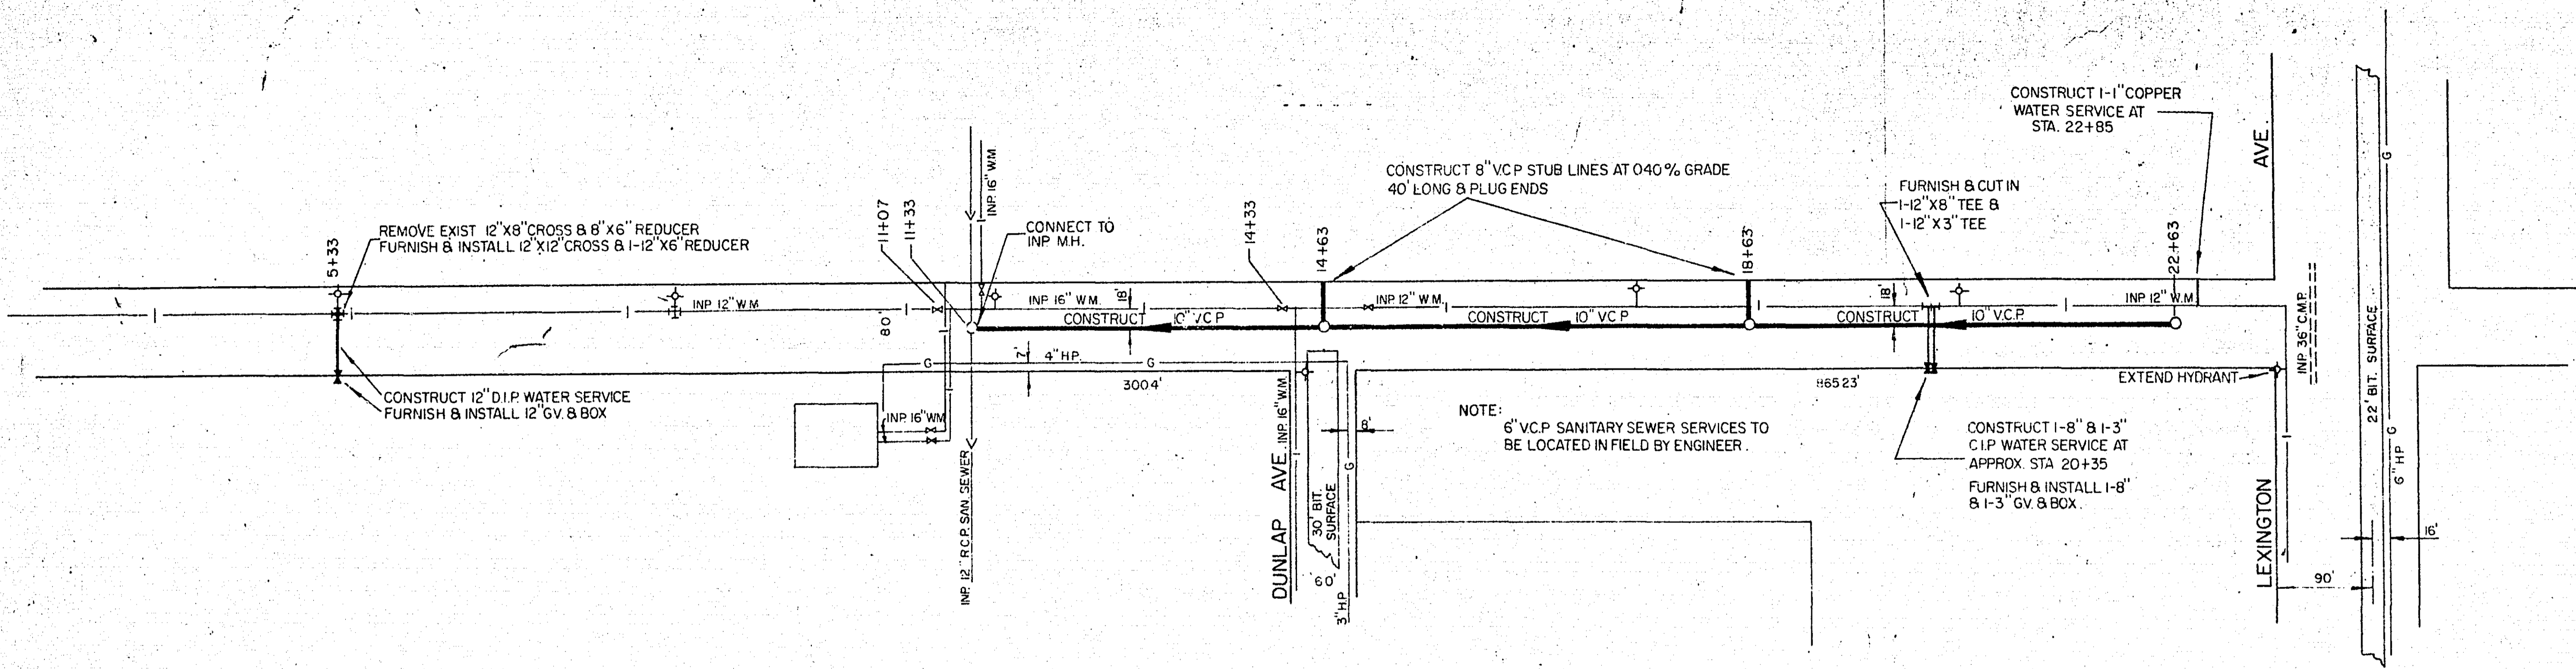 CONSTRUCT 1-1" COPPER
WATER SERVICE AT
STA. 22+85
AVE.
INP. 16" W.M.
CONSTRUCT 8" V.C.P STUB LINES AT 0.40% GRADE
40' LONG & PLUG ENDS
FURNISH & CUT IN
1-12"X8" TEE &
1-12"X3" TEE
REMOVE EXIST 12"X8" CROSS & 8"X6" REDUCER
FURNISH & INSTALL 12"X12" CROSS & 1-12"X6" REDUCER
5+33
11+07
11+33
CONNECT TO
INP. M.H.
14+33
14+63
18+63
22+63
INP. 12" W.M
INP 16" W.M.
18'
INP. 12" W.M.
18'
INP 12" W.M.
80'
CONSTRUCT 10" V.C.P
CONSTRUCT 10" V.C.P
CONSTRUCT 10" V.C.P.
INP. 36" C.M.P.
G
7'
4" H.P.
G
G
3004'
CONSTRUCT 12" D.I.P. WATER SERVICE
FURNISH & INSTALL 12" G.V. & BOX
INP. 16" W.M
INP. 12" R.C.P. SAN. SEWER
DUNLAP AVE.
INP. 16" W.M.
30' BIT.
SURFACE
60'
3" H.P
G
8'
865.23'
EXTEND HYDRANT
NOTE:
6" V.C.P SANITARY SEWER SERVICES TO
BE LOCATED IN FIELD BY ENGINEER.
CONSTRUCT 1-8" & 1-3"
C.I.P WATER SERVICE AT
APPROX. STA 20+35
FURNISH & INSTALL 1-8"
& 1-3" G.V. & BOX.
LEXINGTON
90'
22' BIT. SURFACE
G
G
6" H.P
16'